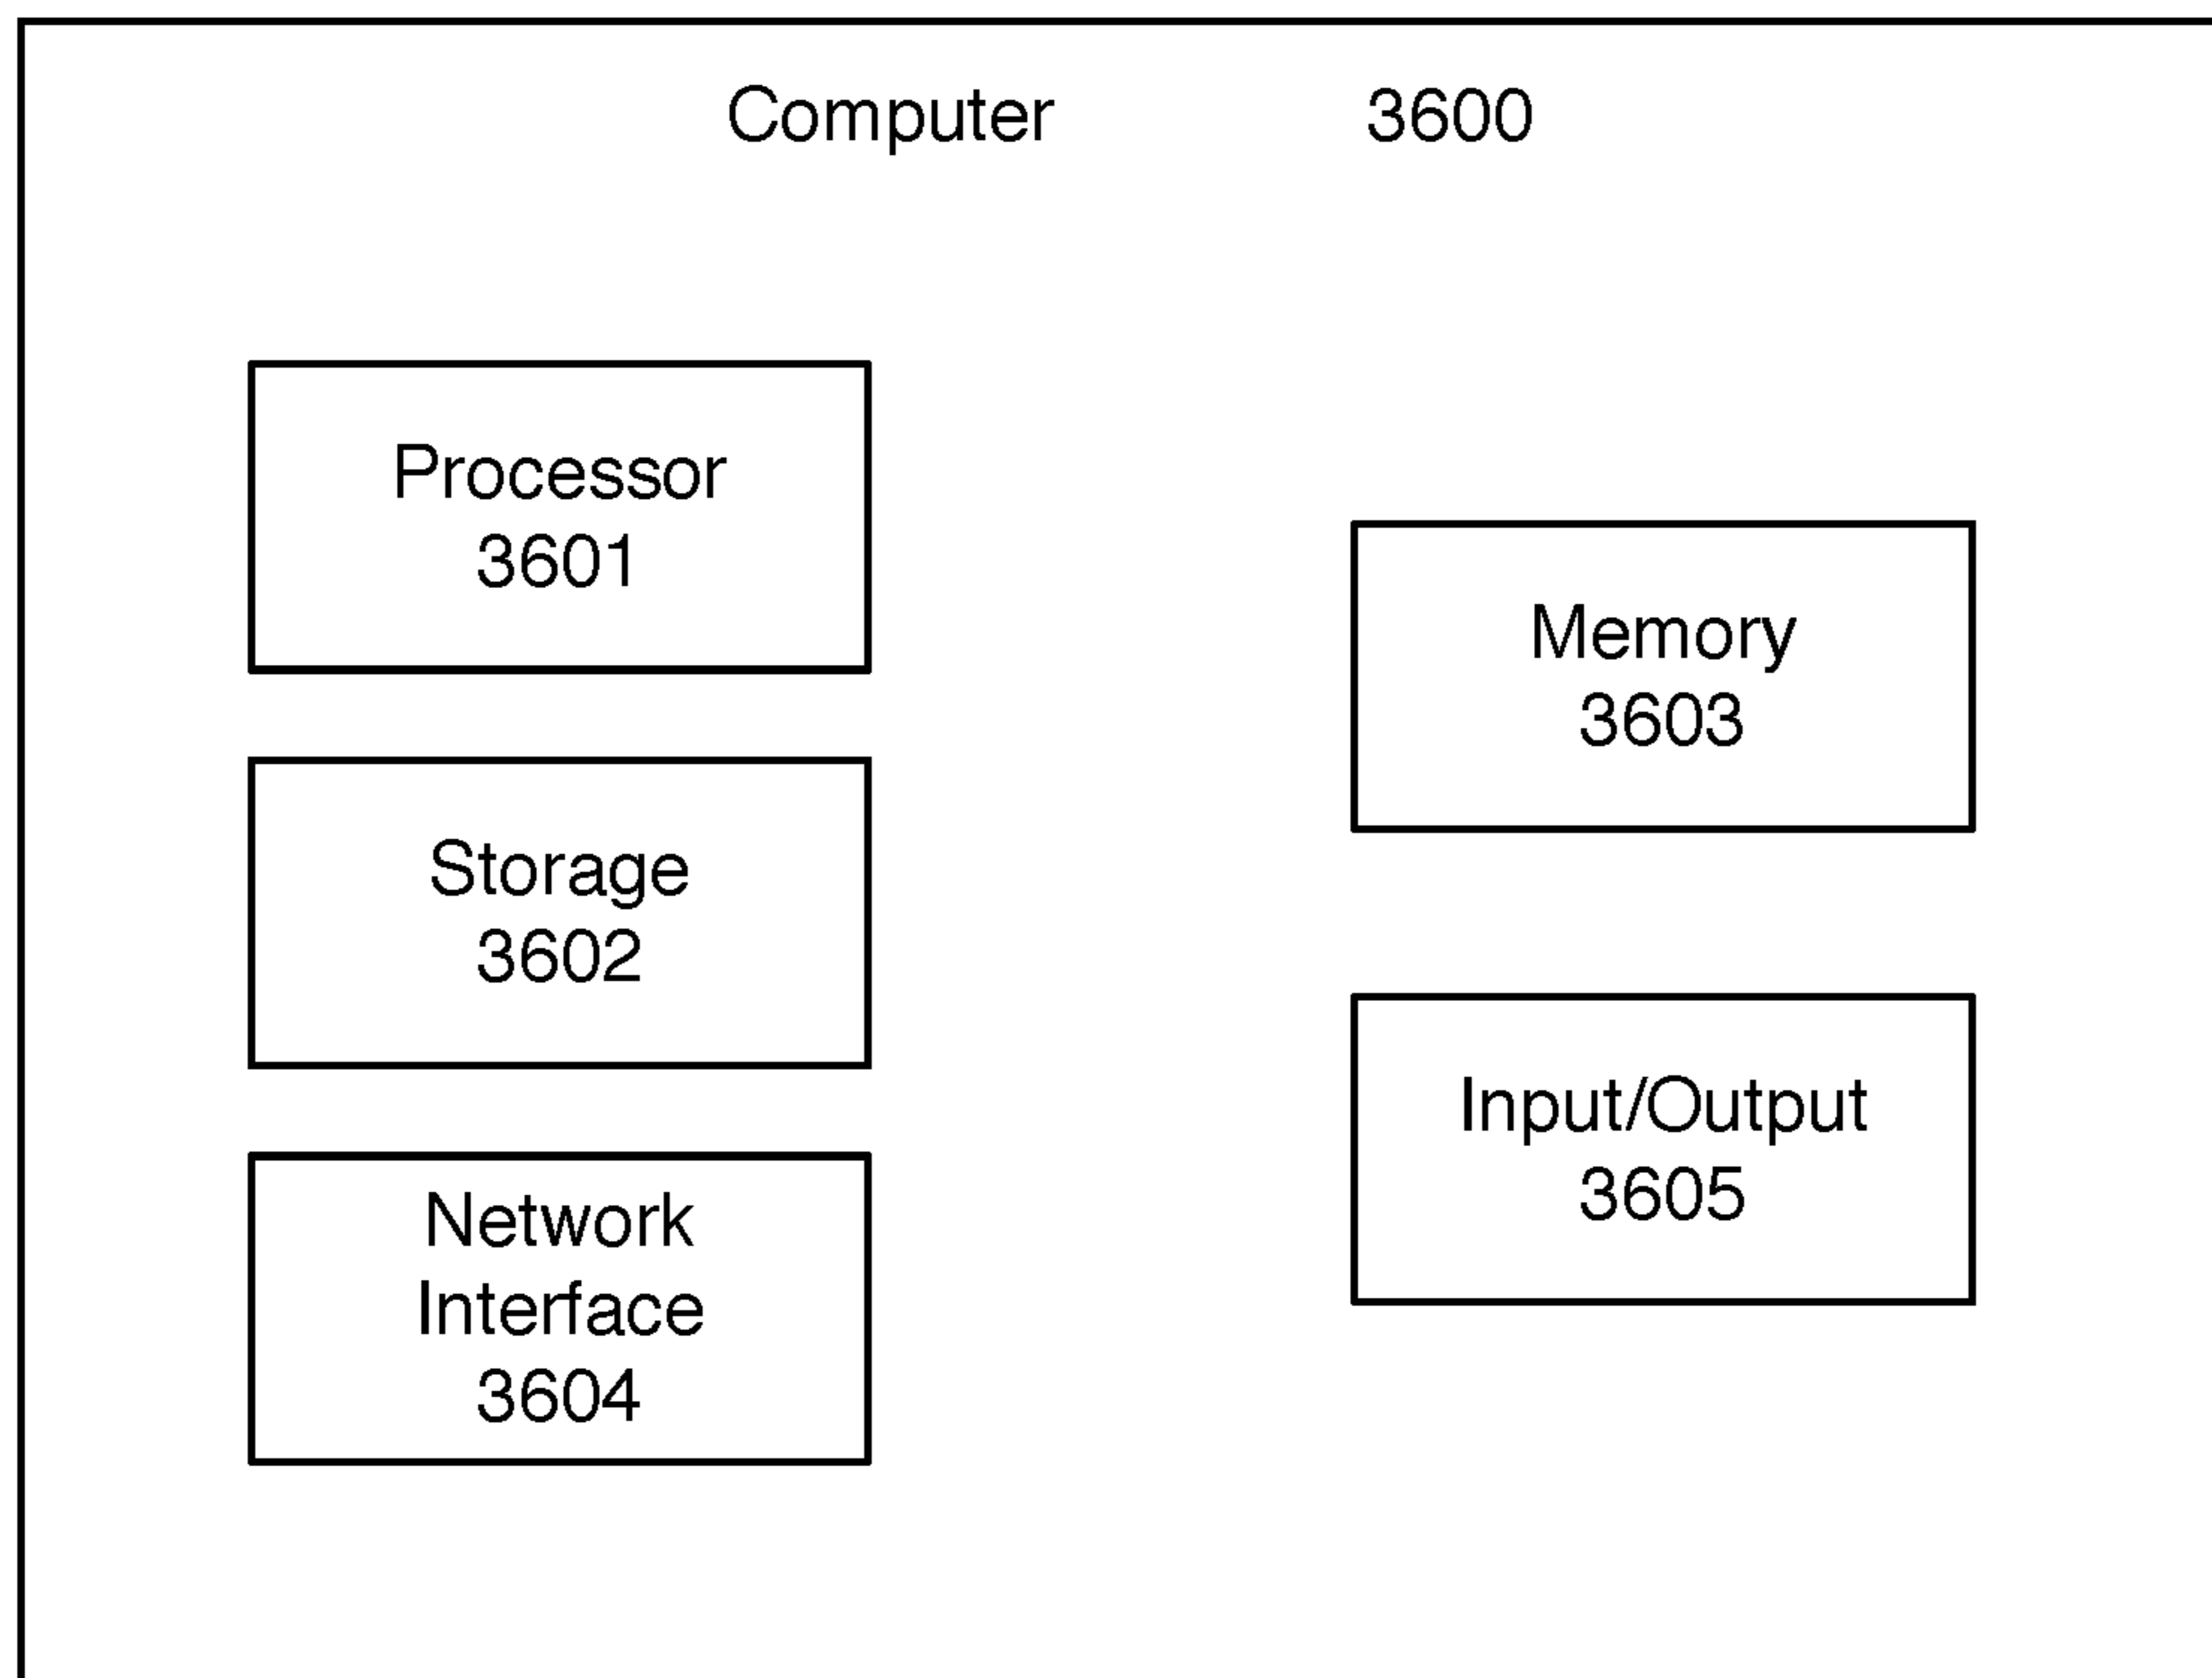 Computer 3600
Processor
3601
Storage
3602
Network
Interface
3604
Memory
3603
Input/Output
3605